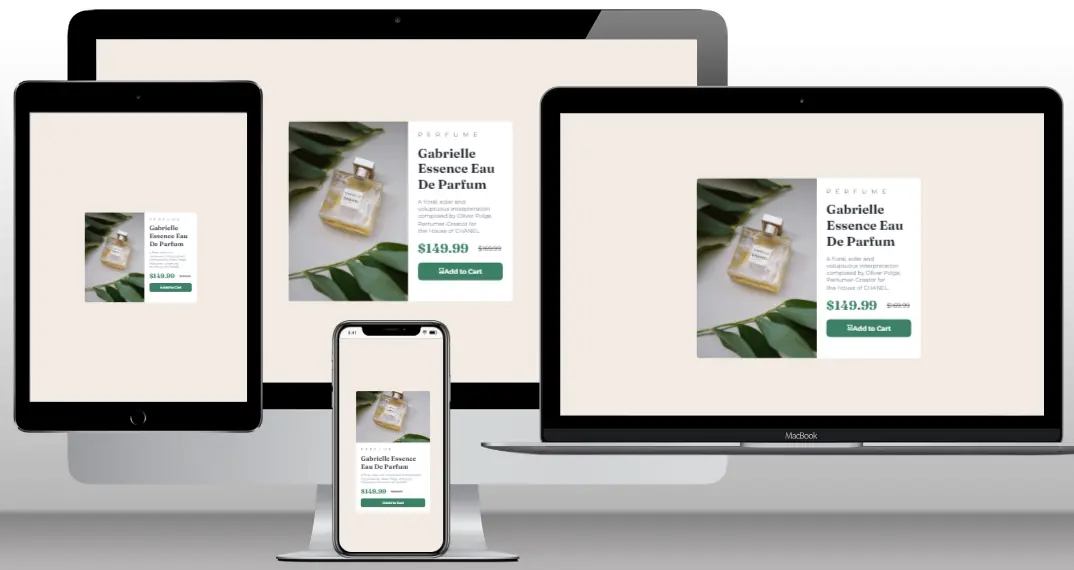 PERFUME
Gabrielle
Essence Eau
De Parfum
A floral, solar and
voluptuous interpretation
composed by Olivier Polge,
Perfumer-Creator for
the House of CHANEL.
$149.99 $169.99
Add to Cart
PERFUME
Gabrielle
Essence Eau
De Parfum
A floral, solar and
voluptuous interpretation
composed by Olivier Polge,
Perfumer-Creator for
the House of CHANEL.
$149.99 $169.99
Add to Cart
MacBook
PERFUME
Gabrielle
Essence Eau
De Parfum
$149.99
Add to Cart
9:41
PERFUME
Gabrielle Essence
Eau De Parfum
$149.99
Add to Cart